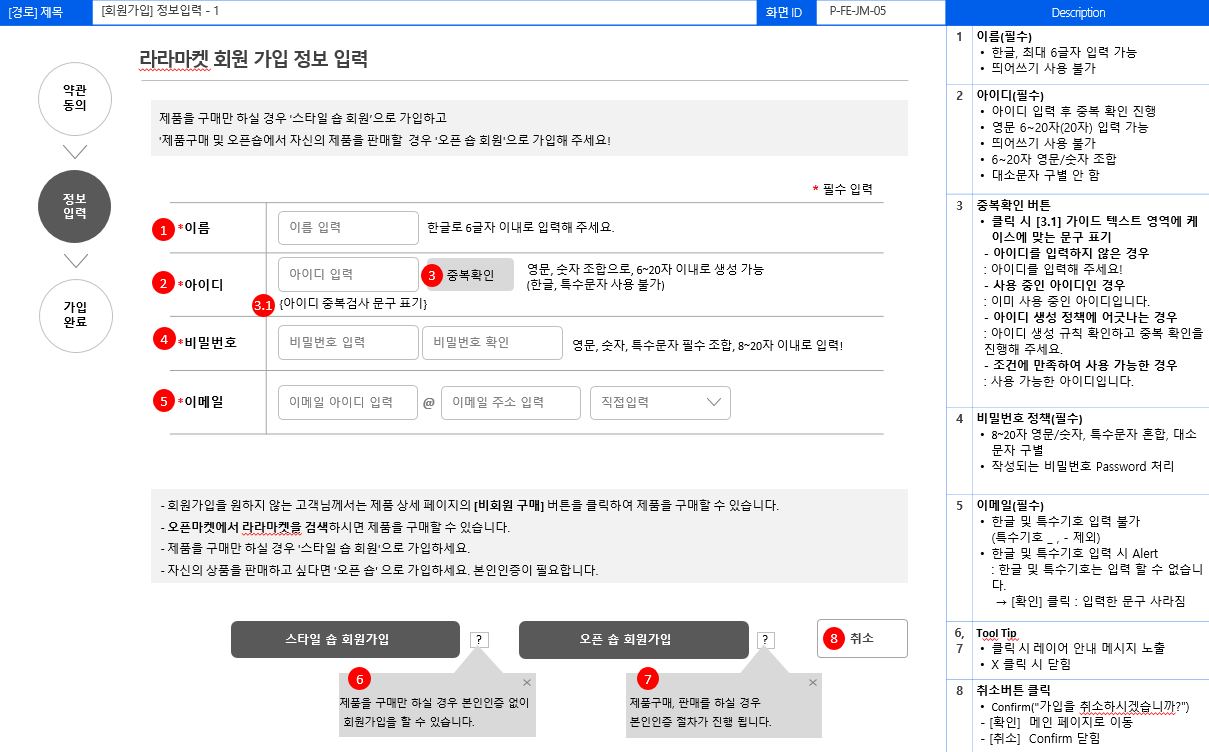 [경로] 제목
[회원가입] 정보입력 - 1
화면 ID
P-FE-JM-05
Description
라라마켓 회원 가입 정보 입력
약관
동의
정보
입력
가입
완료
제품을 구매만 하실 경우 '스타일 숍 회원'으로 가입하고
'제품구매 및 오픈숍에서 자신의 제품을 판매할 경우 '오픈 숍 회원'으로 가입해 주세요!
* 필수 입력
1 *이름
이름 입력
한글로 6글자 이내로 입력해 주세요.
2 *아이디
아이디 입력
3 중복확인
영문, 숫자 조합으로, 6~20자 이내로 생성 가능
(한글, 특수문자 사용 불가)
3.1 {아이디 중복검사 문구 표기}
4 *비밀번호
비밀번호 입력
비밀번호 확인
영문, 숫자, 특수문자 필수 조합, 8~20자 이내로 입력!
5 *이메일
이메일 아이디 입력
@
이메일 주소 입력
직접입력
- 회원가입을 원하지 않는 고객님께서는 제품 상세 페이지의 [비회원 구매] 버튼을 클릭하여 제품을 구매할 수 있습니다.
- 오픈마켓에서 라라마켓을 검색하시면 제품을 구매할 수 있습니다.
- 제품을 구매만 하실 경우 '스타일 숍 회원'으로 가입하세요.
- 자신의 상품을 판매하고 싶다면 '오픈 숍' 으로 가입하세요. 본인인증이 필요합니다.
스타일 숍 회원가입
?
오픈 숍 회원가입
?
8 취소
6
×
제품을 구매만 하실 경우 본인인증 없이
회원가입을 할 수 있습니다.
7
×
제품구매, 판매를 하실 경우
본인인증 절차가 진행 됩니다.
1 이름(필수)
• 한글, 최대 6글자 입력 가능
• 띄어쓰기 사용 불가
2 아이디(필수)
• 아이디 입력 후 중복 확인 진행
• 영문 6~20자(20자) 입력 가능
• 띄어쓰기 사용 불가
• 6~20자 영문/숫자 조합
• 대소문자 구별 안 함
3 중복확인 버튼
• 클릭 시 [3.1] 가이드 텍스트 영역에 케
이스에 맞는 문구 표기
- 아이디를 입력하지 않은 경우
: 아이디를 입력해 주세요!
- 사용 중인 아이디인 경우
: 이미 사용 중인 아이디입니다.
- 아이디 생성 정책에 어긋나는 경우
: 아이디 생성 규칙 확인하고 중복 확인을
진행해 주세요.
- 조건에 만족하여 사용 가능한 경우
: 사용 가능한 아이디입니다.
4 비밀번호 정책(필수)
• 8~20자 영문/숫자, 특수문자 혼합, 대소
문자 구별
• 작성되는 비밀번호 Password 처리
5 이메일(필수)
• 한글 및 특수기호 입력 불가
(특수기호 _ , - 제외)
• 한글 및 특수기호 입력 시 Alert
: 한글 및 특수기호는 입력 할 수 없습니
다.
→ [확인] 클릭 : 입력한 문구 사라짐
6, Tool Tip
7 • 클릭 시 레이어 안내 메시지 노출
• X 클릭 시 닫힘
8 취소버튼 클릭
• Confirm("가입을 취소하시겠습니까?")
- [확인] 메인 페이지로 이동
- [취소] Confirm 닫힘